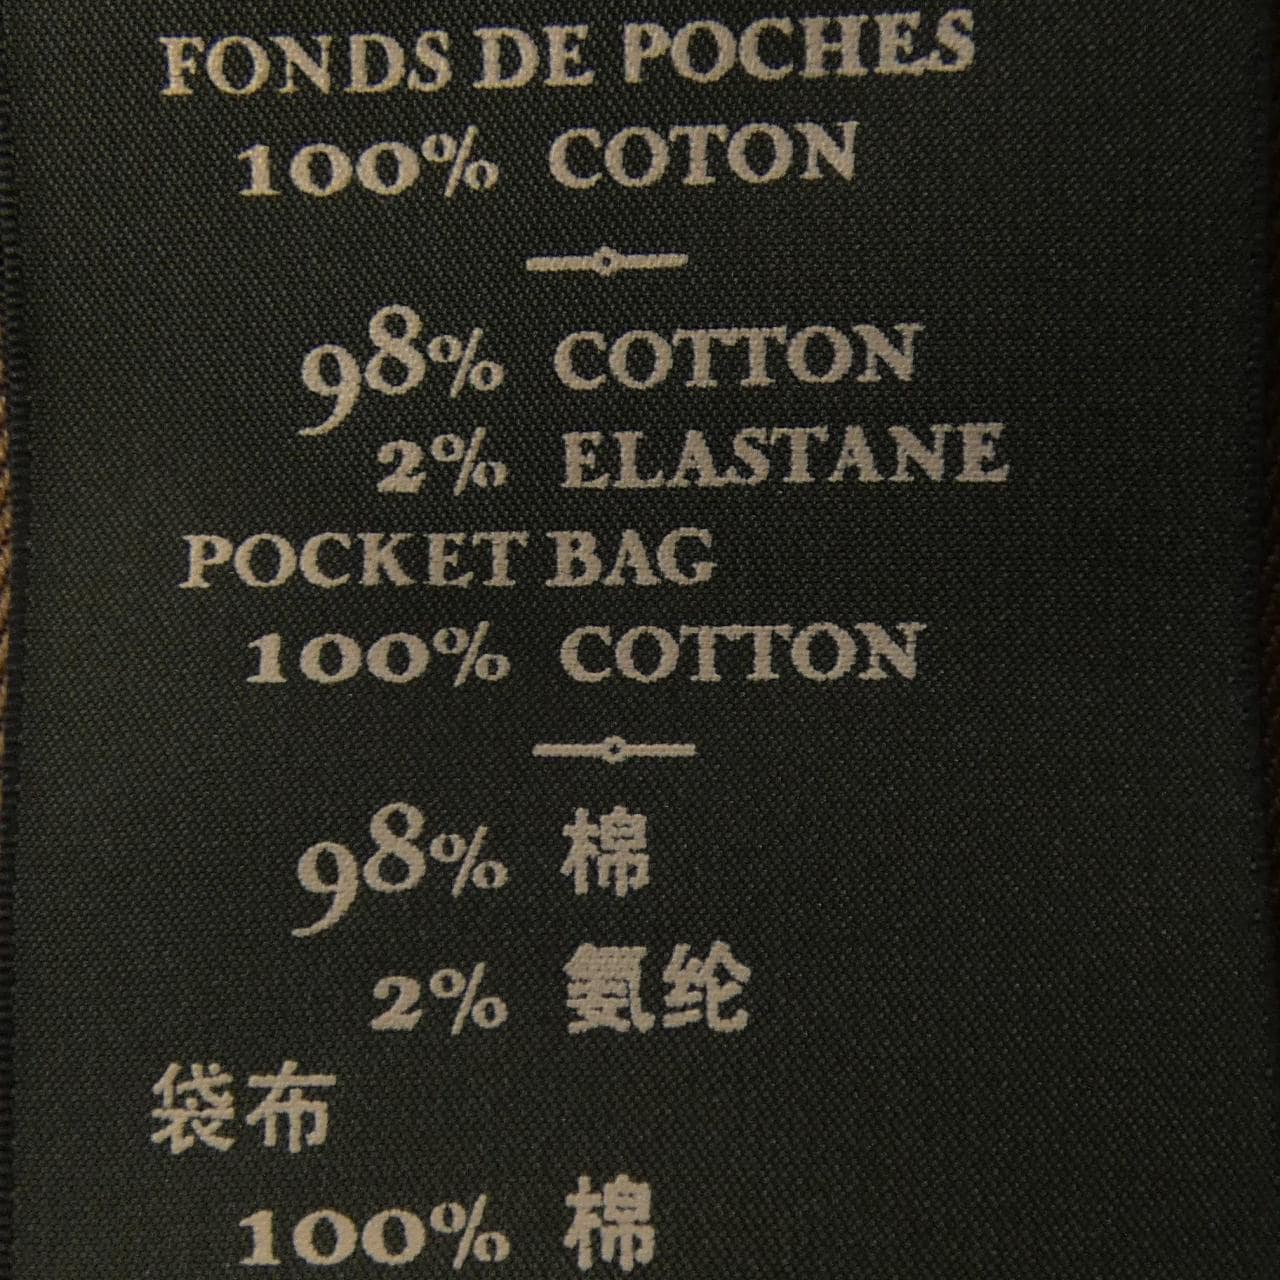 FONDS DE POCHES
100% COTON
98% COTTON
2% ELASTANE
POCKET BAG
100% COTTON
98% 棉
2% 氨纶
袋布
100% 棉